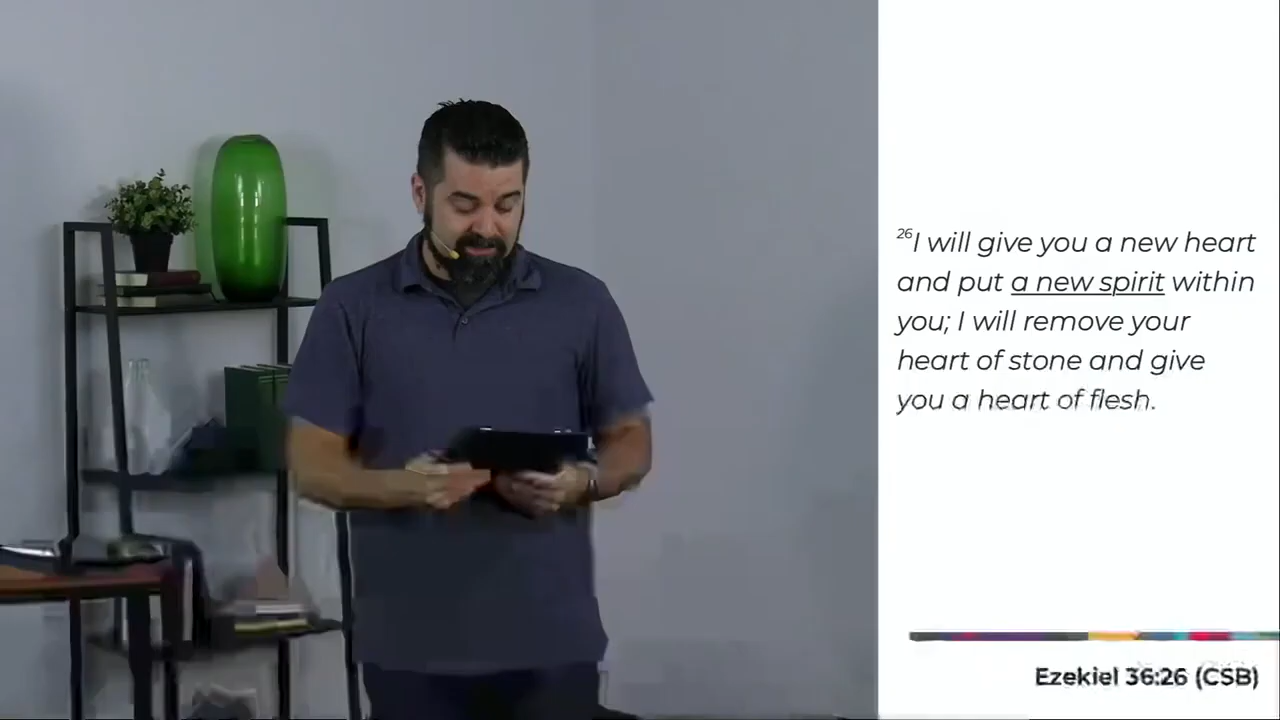 26I will give you a new heart
and put a new spirit within
you; I will remove your
heart of stone and give
you a heart of flesh.
Ezekiel 36:26 (CSB)